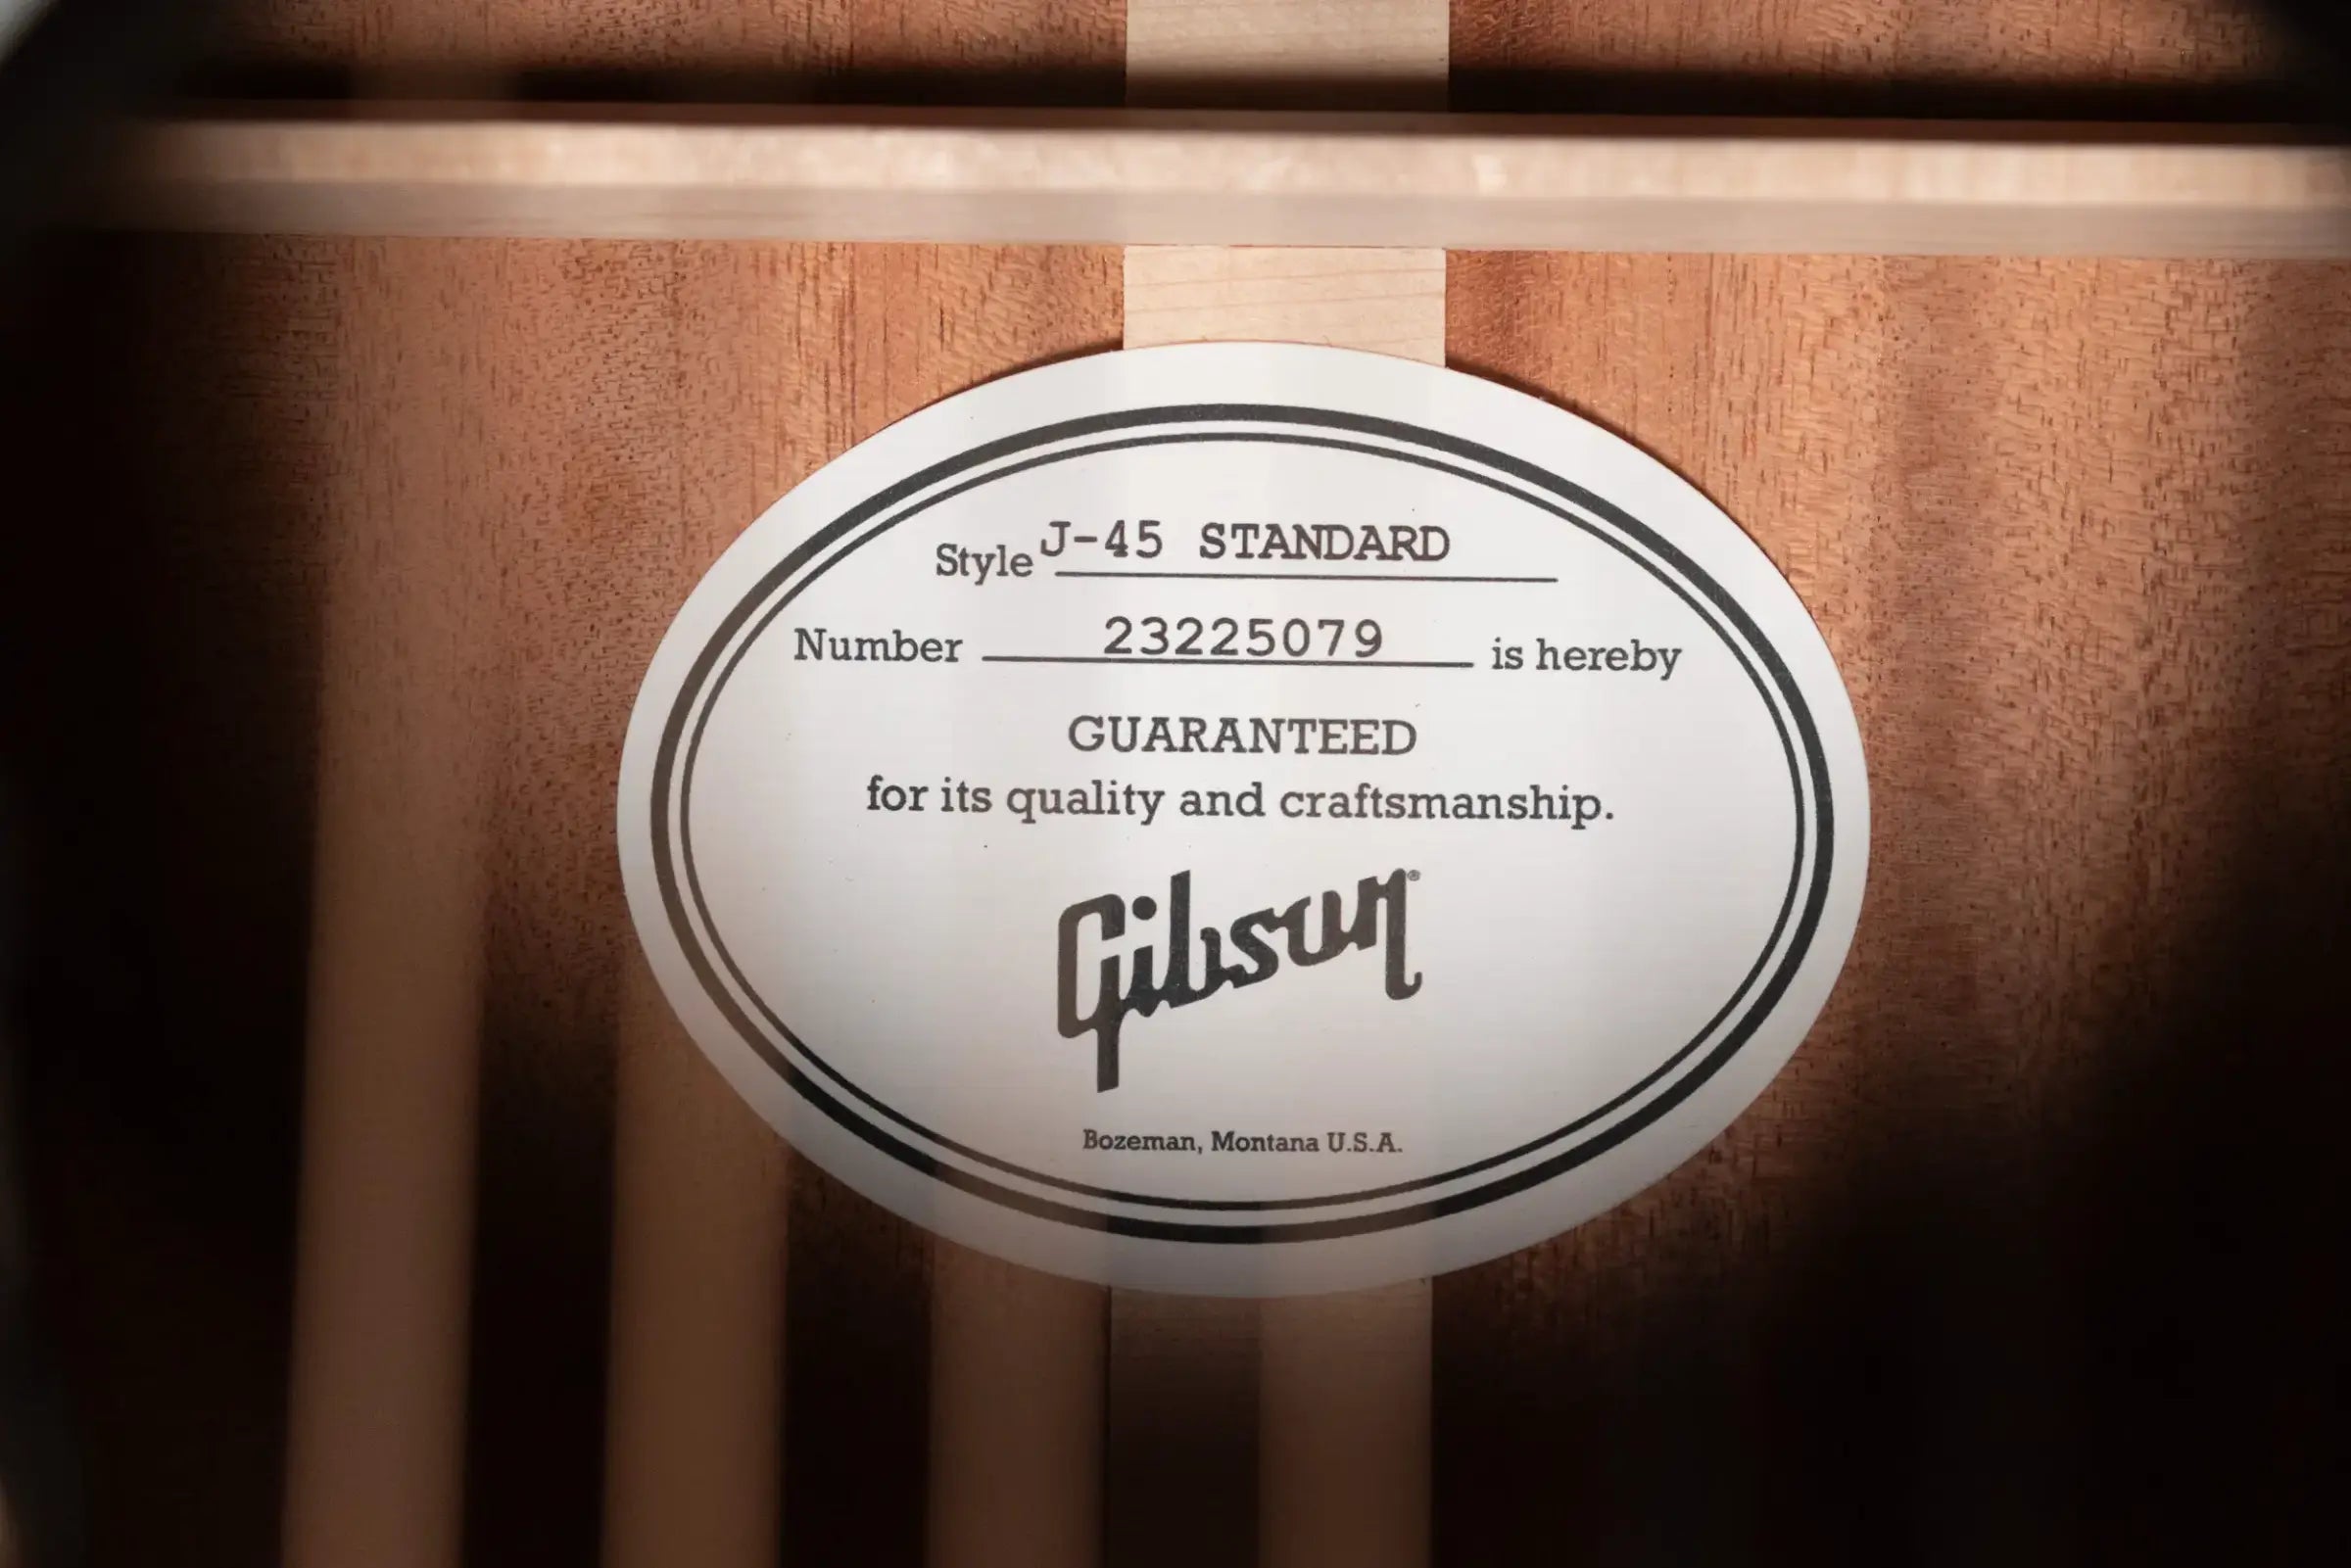 Style J-45 STANDARD
Number 23225079 is hereby
GUARANTEED
for its quality and craftsmanship.
Gibson®
Bozeman, Montana U.S.A.